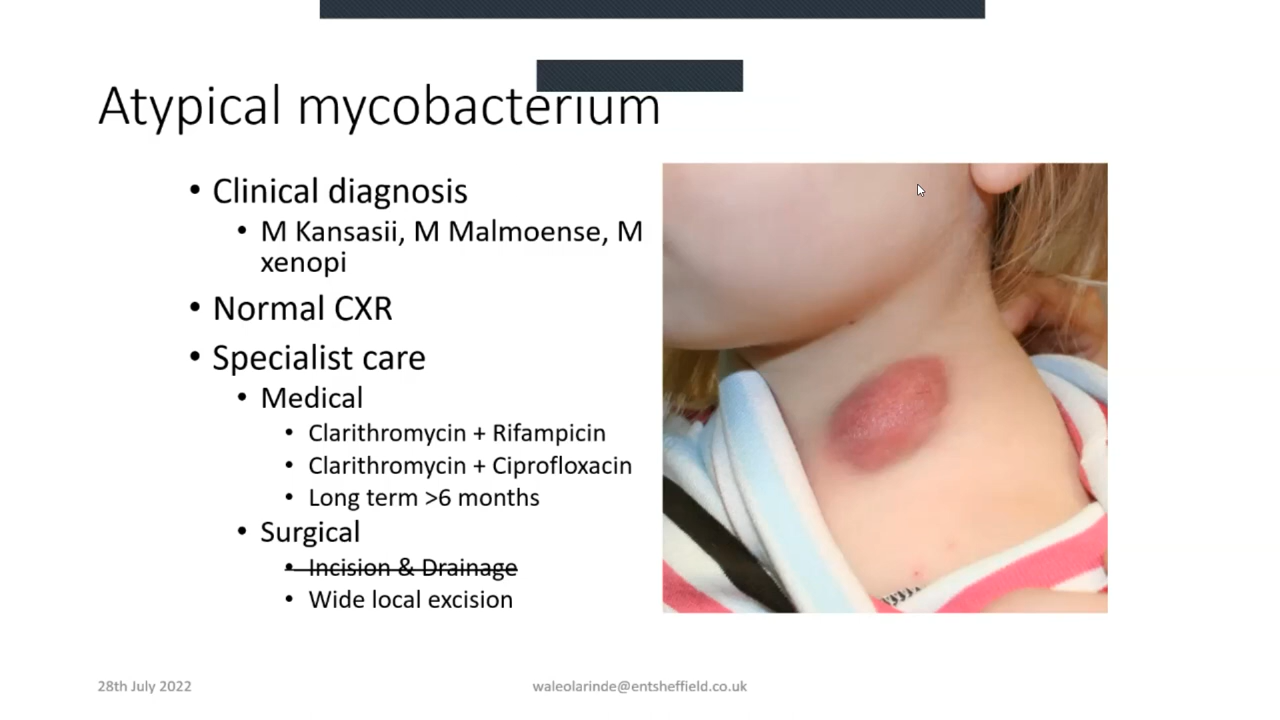 Atypical mycobacterium
• Clinical diagnosis
• M Kansasii, M Malmoense, M
xenopi
• Normal CXR
• Specialist care
• Medical
• Clarithromycin + Rifampicin
• Clarithromycin + Ciprofloxacin
• Long term >6 months
• Surgical
• Incision & Drainage
• Wide local excision
28th July 2022
waleolarinde@entsheffield.co.uk